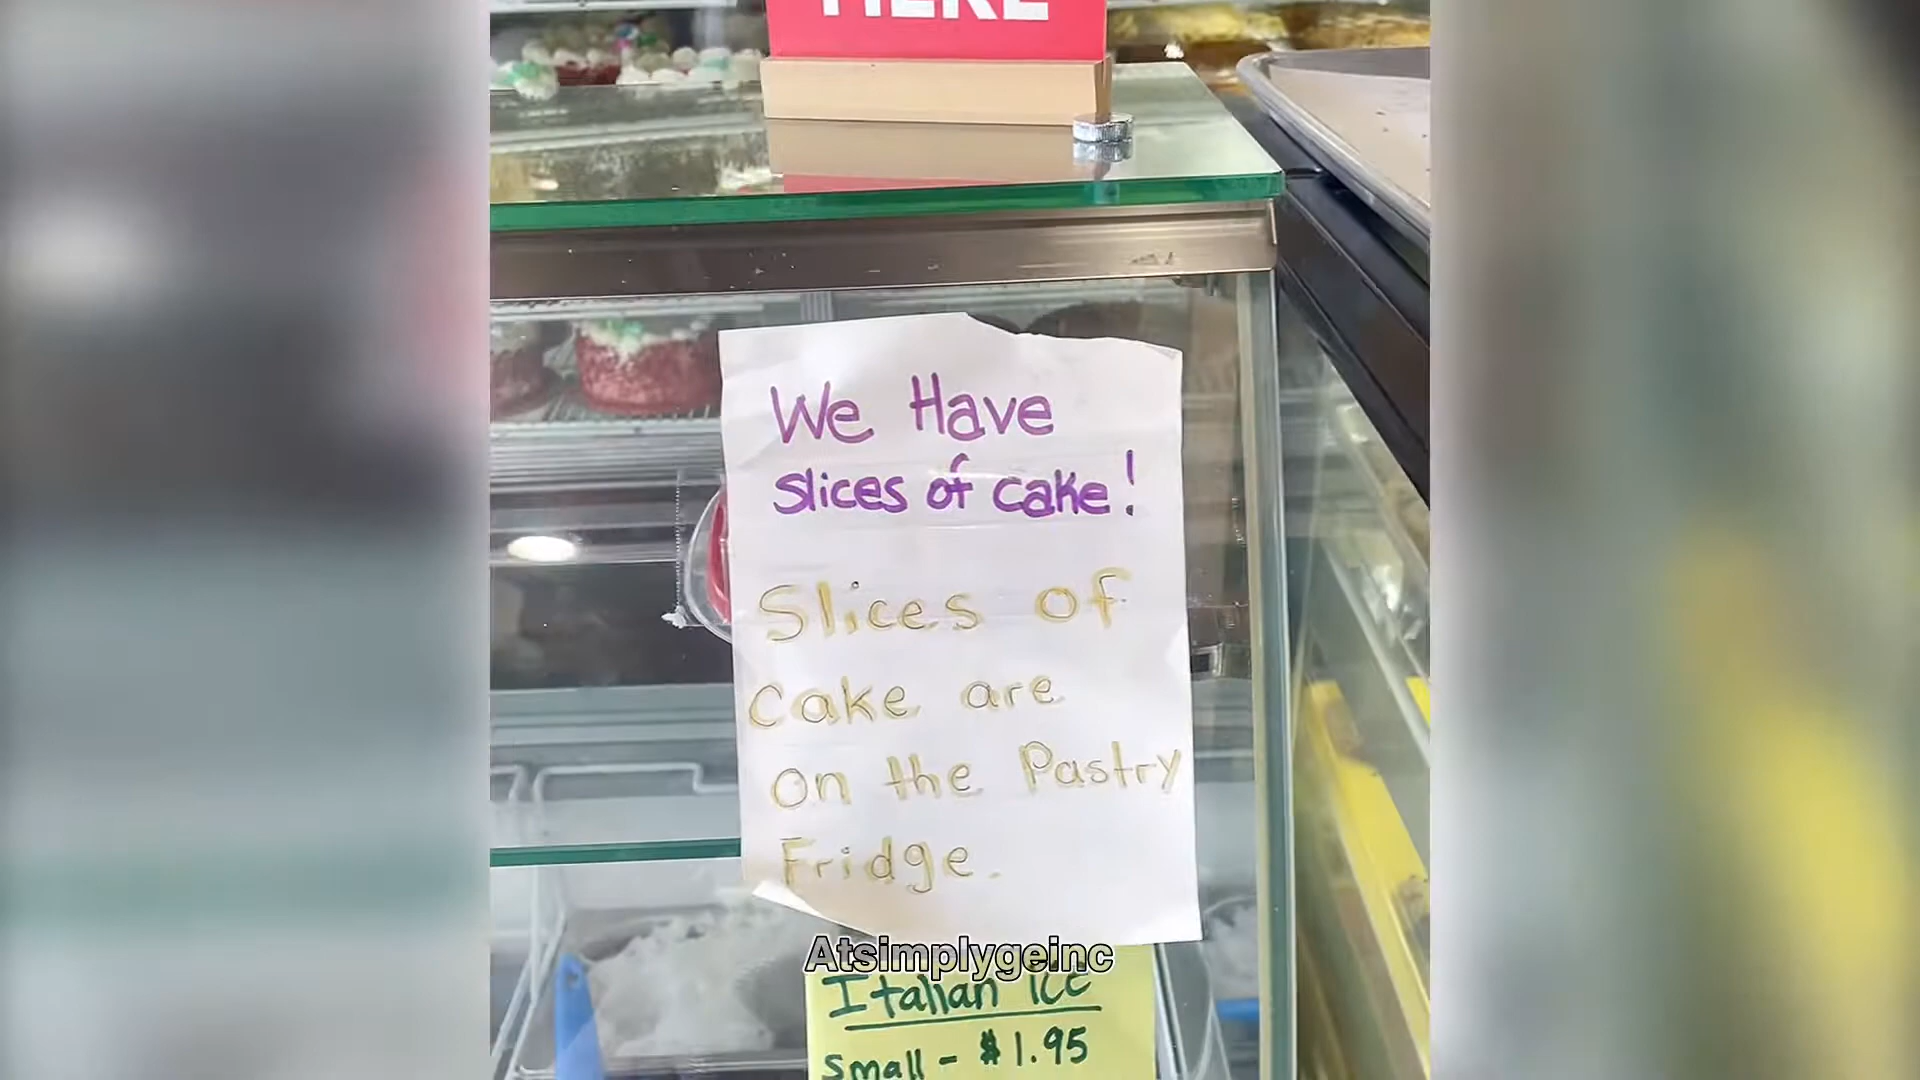 HERE
We Have
slices of cake!
Slices of
Cake are
on the Pastry
Fridge.
Atsimplygeinc
Italian Ice
Small - $1.95